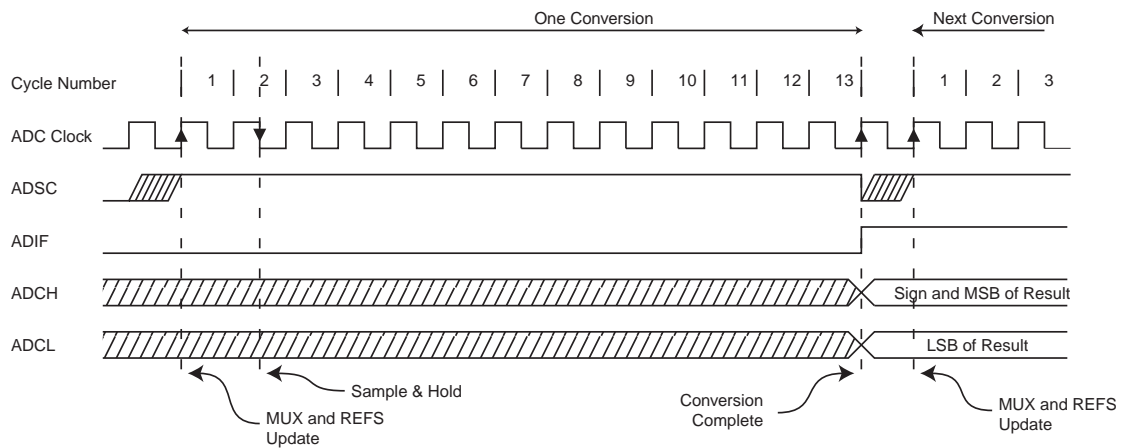 One Conversion
Next Conversion
Cycle Number
1 2 3 4 5 6 7 8 9 10 11 12 13 1 2 3
ADC Clock
ADSC
ADIF
ADCH
Sign and MSB of Result
ADCL
LSB of Result
MUX and REFS
Update
Sample & Hold
Conversion
Complete
MUX and REFS
Update